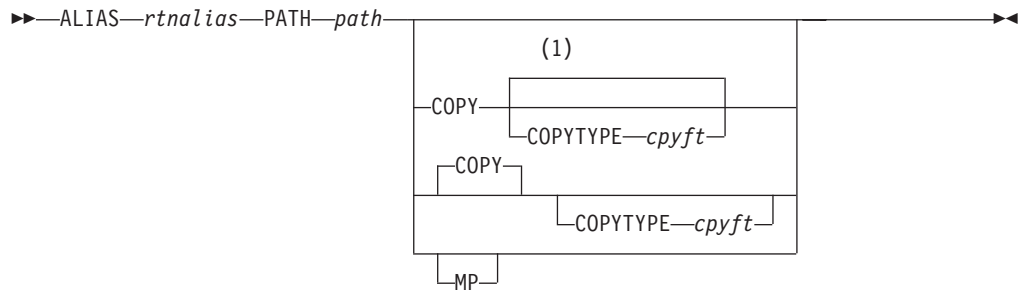 ALIAS rtnalias PATH path
(1)
COPY
COPYTYPE cpyft
COPY
COPYTYPE cpyft
MP